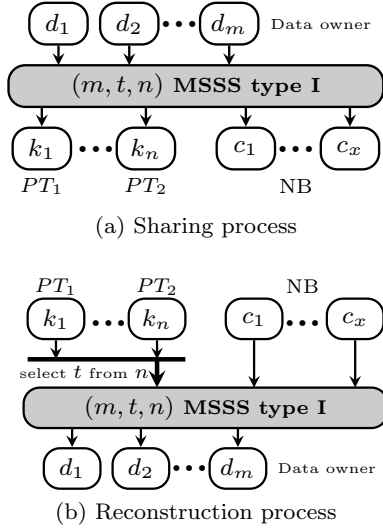 d₁ d₂ ••• dₘ Data owner
(m, t, n) MSSS type I
k₁ ••• kₙ c₁ ••• cₓ
PT₁ PT₂ NB
(a) Sharing process
PT₁ PT₂ NB
k₁ ••• kₙ c₁ ••• cₓ
select t from n
(m, t, n) MSSS type I
d₁ d₂ ••• dₘ Data owner
(b) Reconstruction process